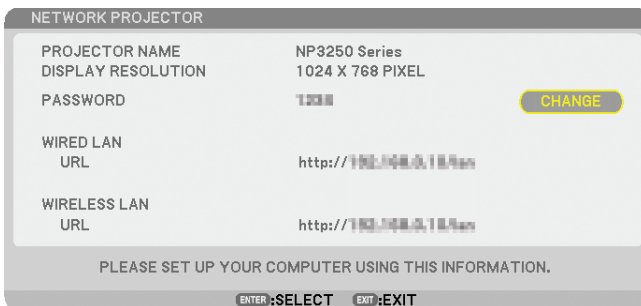 NETWORK PROJECTOR
PROJECTOR NAME NP3250 Series
DISPLAY RESOLUTION 1024 X 768 PIXEL
PASSWORD CHANGE
WIRED LAN
URL http://
WIRELESS LAN
URL http://
PLEASE SET UP YOUR COMPUTER USING THIS INFORMATION.
ENTER :SELECT EXIT :EXIT